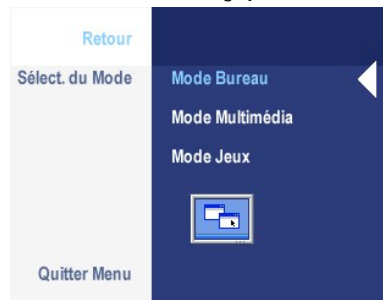 Retour
Sélect. du Mode
Mode Bureau
Mode Multimédia
Mode Jeux
Quitter Menu